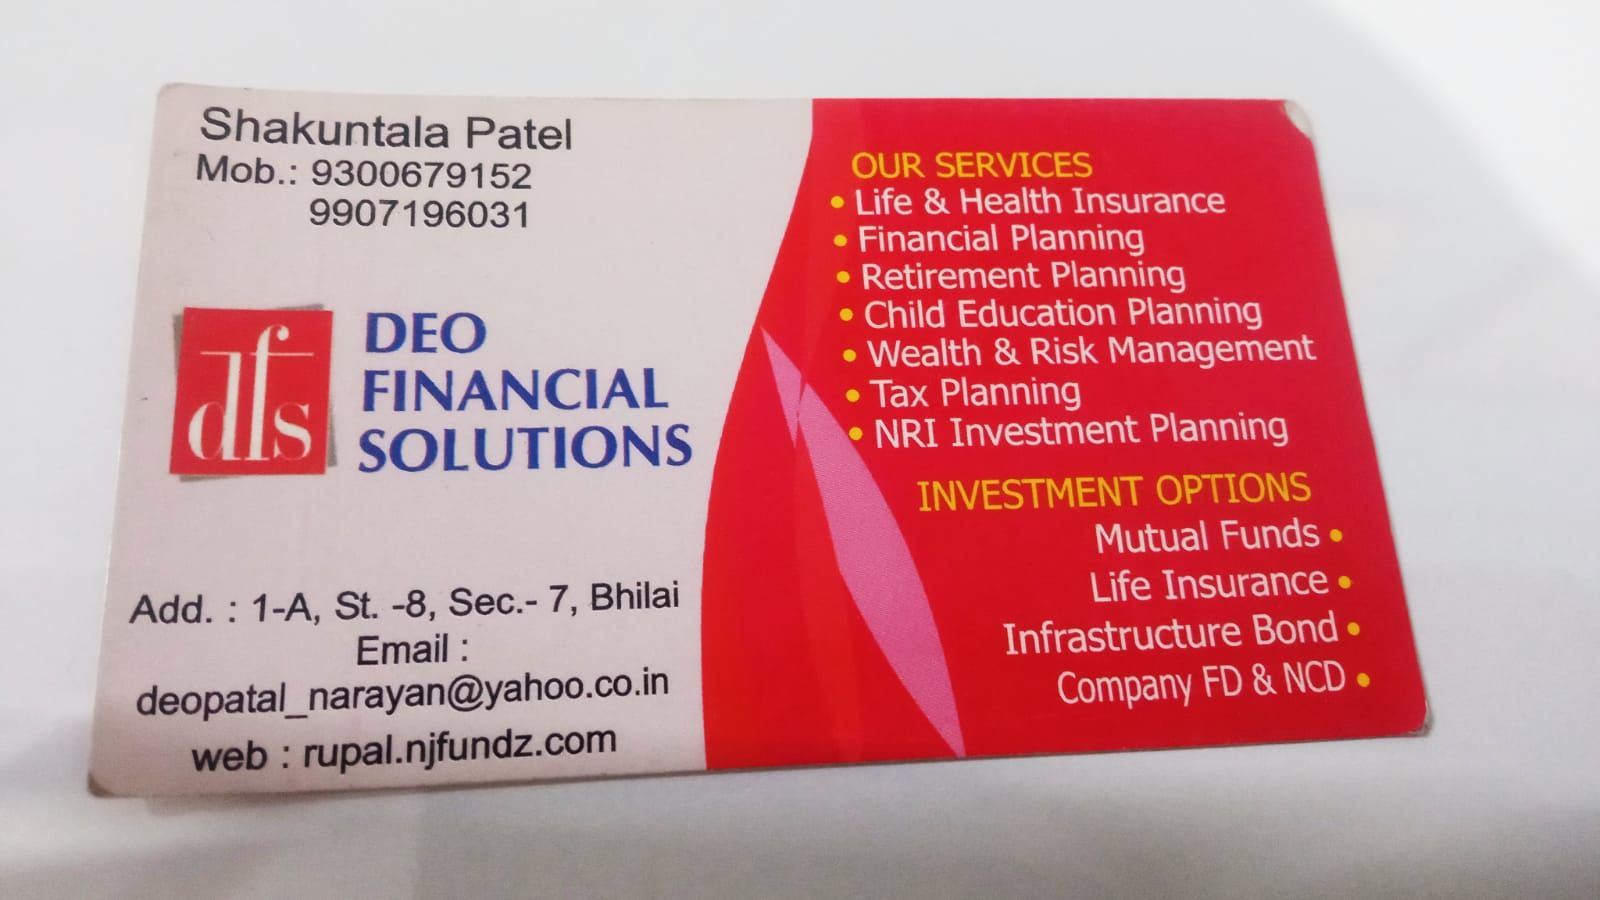 Shakuntala Patel
Mob.: 9300679152
9907196031
dfs
DEO
FINANCIAL
SOLUTIONS
Add. : 1-A, St. -8, Sec.- 7, Bhilai
Email :
deopatal_narayan@yahoo.co.in
web : rupal.njfundz.com
OUR SERVICES
• Life & Health Insurance
• Financial Planning
• Retirement Planning
• Child Education Planning
• Wealth & Risk Management
• Tax Planning
• NRI Investment Planning
INVESTMENT OPTIONS
Mutual Funds •
Life Insurance •
Infrastructure Bond •
Company FD & NCD •